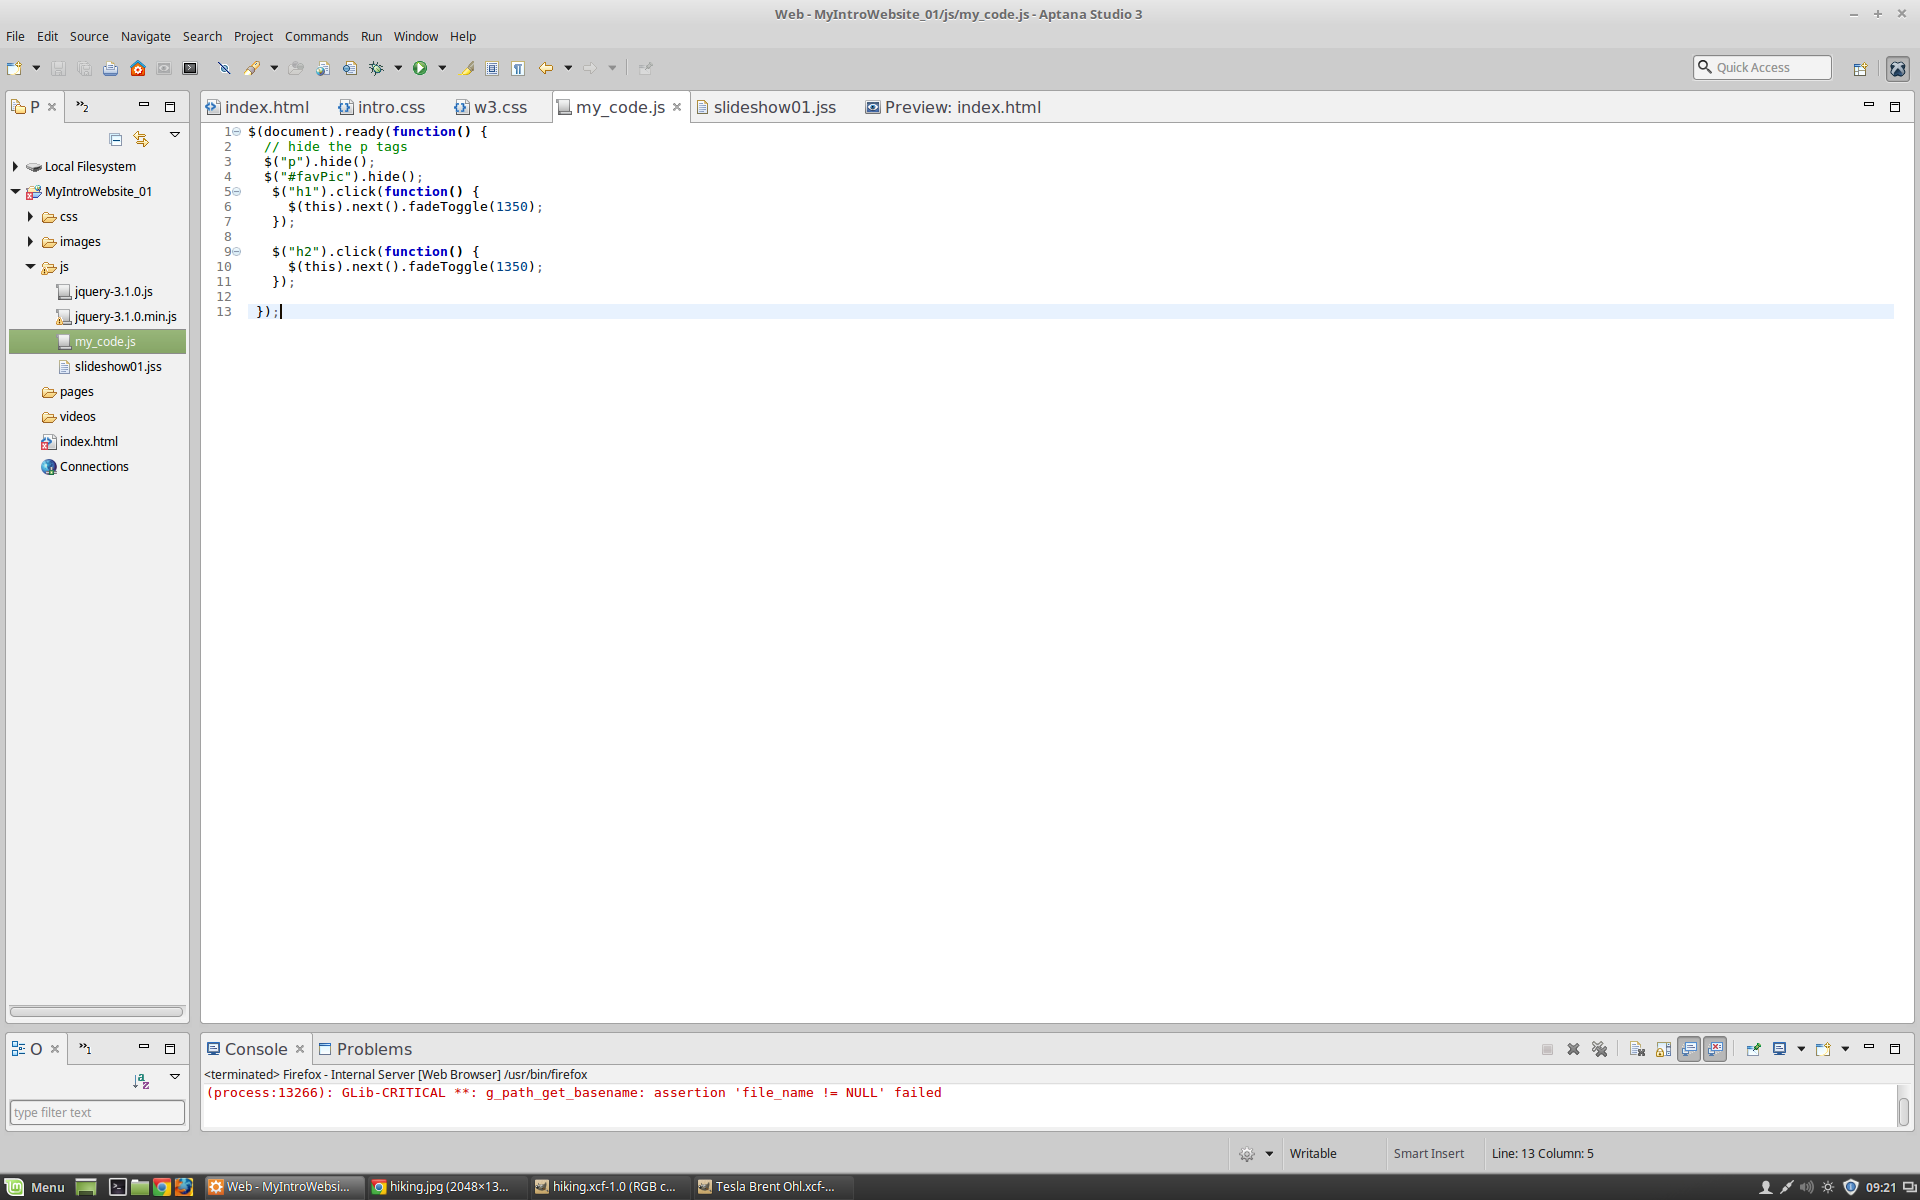 Web - MyIntroWebsite_01/js/my_code.js - Aptana Studio 3
File Edit Source Navigate Search Project Commands Run Window Help
Quick Access
P »2
index.html intro.css w3.css my_code.js slideshow01.jss Preview: index.html
Local Filesystem
MyIntroWebsite_01
css
images
js
jquery-3.1.0.js
jquery-3.1.0.min.js
my_code.js
slideshow01.jss
pages
videos
index.html
Connections
1 $(document).ready(function() {
2 // hide the p tags
3 $("p").hide();
4 $("#favPic").hide();
5 $("h1").click(function() {
6 $(this).next().fadeToggle(1350);
7 });
8
9 $("h2").click(function() {
10 $(this).next().fadeToggle(1350);
11 });
12
13 });
O »1
type filter text
Console Problems
<terminated> Firefox - Internal Server [Web Browser] /usr/bin/firefox
(process:13266): GLib-CRITICAL **: g_path_get_basename: assertion 'file_name != NULL' failed
Writable Smart Insert Line: 13 Column: 5
Menu Web - MyIntroWebsi... hiking.jpg (2048×13... hiking.xcf-1.0 (RGB c... Tesla Brent Ohl.xcf-... 09:21